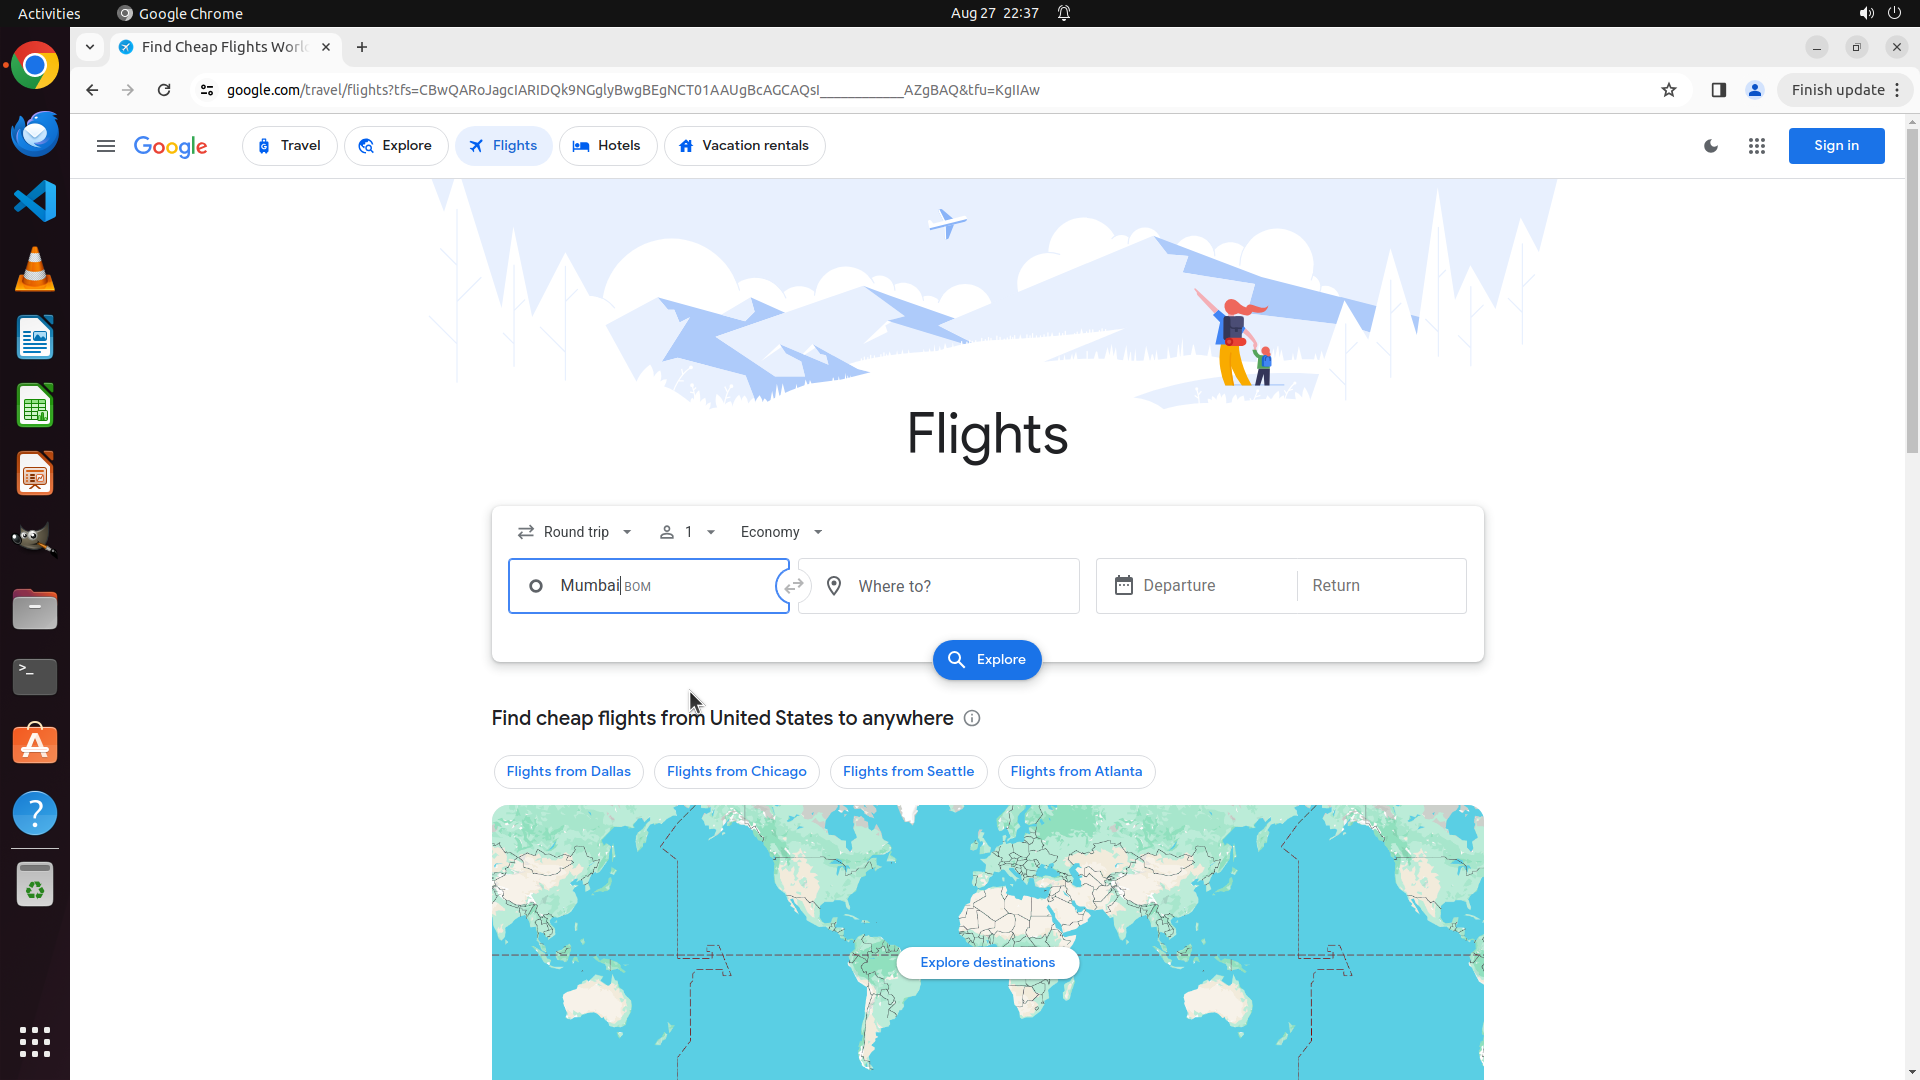 Activities
Google Chrome
Aug 27 22:37
Find Cheap Flights Worl
google.com/travel/flights?tfs=CBwQARoJagcIARIDQk9NGglyBwgBEgNCT01AAUgBcAGCAQsI____________AZgBAQ&tfu=KgIIAw
Finish update
Google
Travel
Explore
Flights
Hotels
Vacation rentals
Sign in
Flights
Round trip
1
Economy
Mumbai BOM
Where to?
Departure
Return
Explore
Find cheap flights from United States to anywhere
Flights from Dallas
Flights from Chicago
Flights from Seattle
Flights from Atlanta
Explore destinations